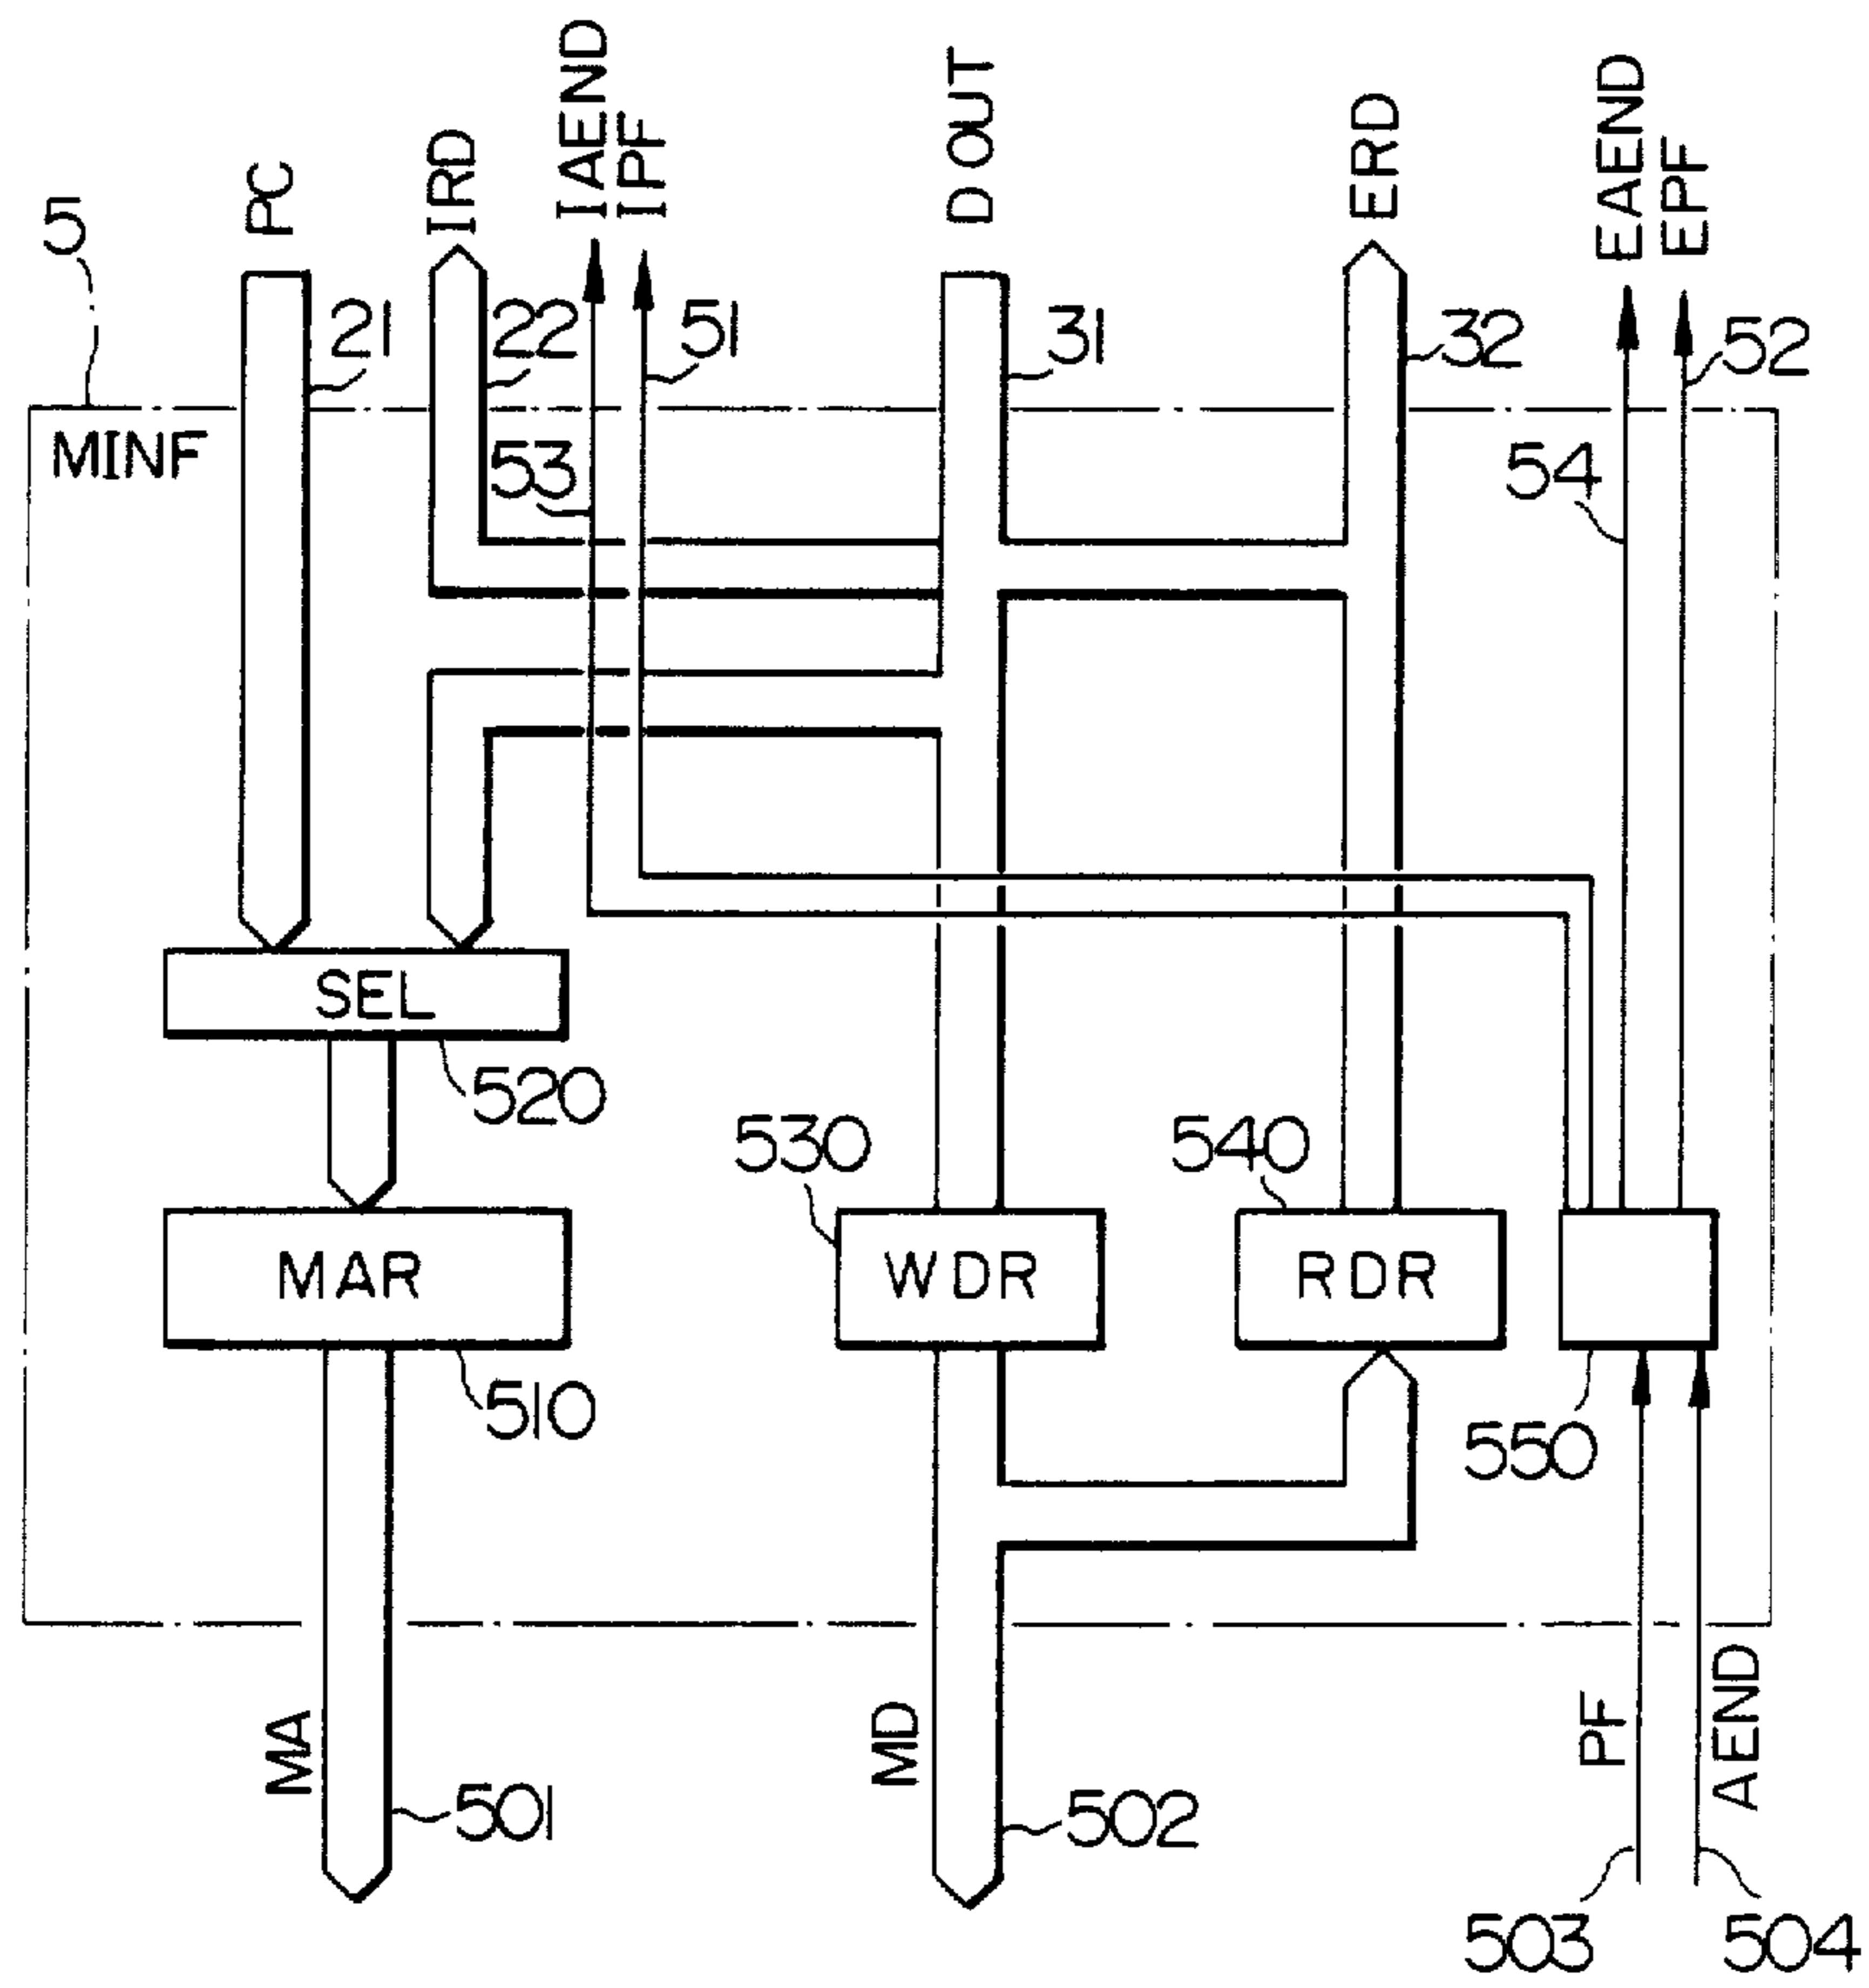 5
PC
IRD
IAEND
IPF
D OUT
ERD
EAEND
EPF
21
22
51
31
32
52
MINF
53
54
SEL
520
530
540
MAR
WDR
RDR
510
550
MA
MD
PF
AEND
501
502
503
504